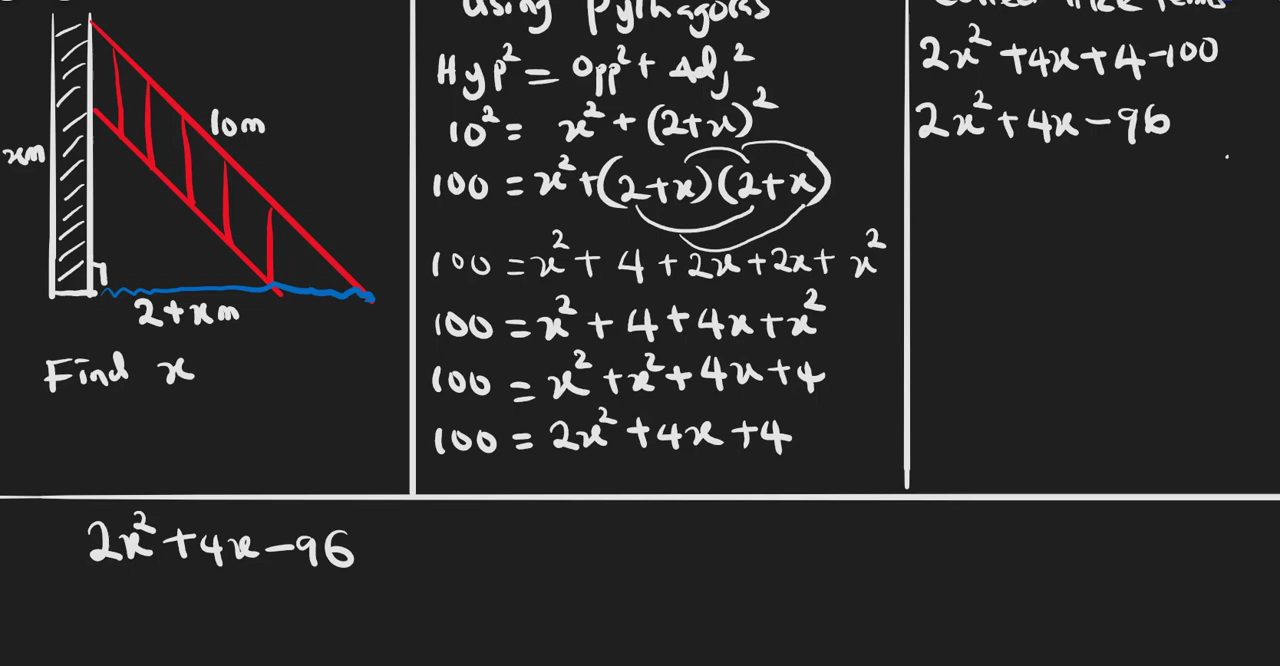 10m
xm
2+xm
Find x
Using Pythagoras
Hyp² = Opp² + Adj²
10² = x² + (2+x)²
100 = x² + (2+x)(2+x)
100 = x² + 4 + 2x + 2x + x²
100 = x² + 4 + 4x + x²
100 = x² + x² + 4x + 4
100 = 2x² + 4x + 4
2x² + 4x + 4 - 100
2x² + 4x - 96
2x² + 4x - 96